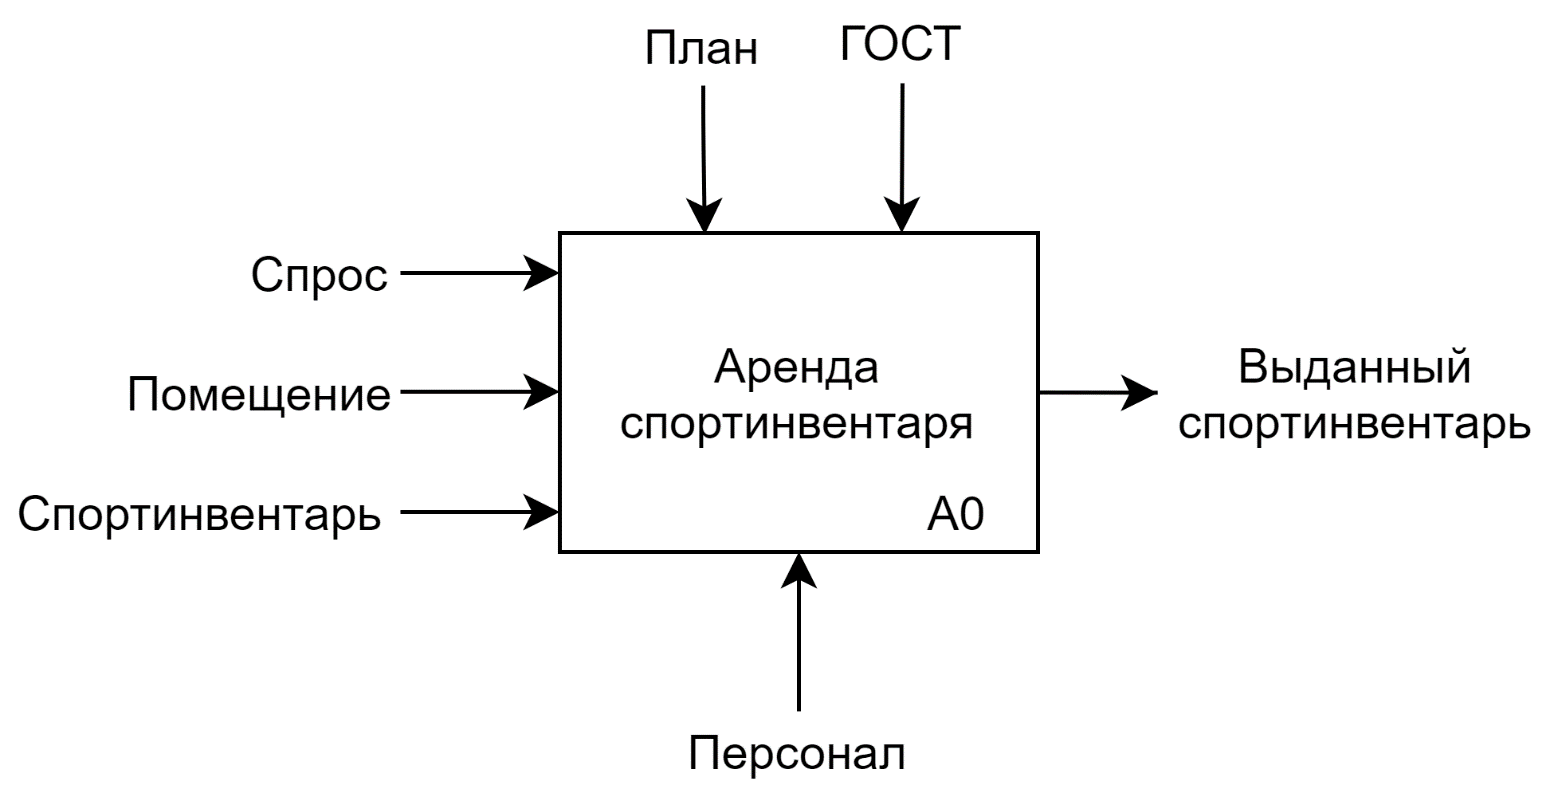 План
ГОСТ
Спрос
Помещение
Спортинвентарь
Аренда
спортинвентаря
А0
Выданный
спортинвентарь
Персонал